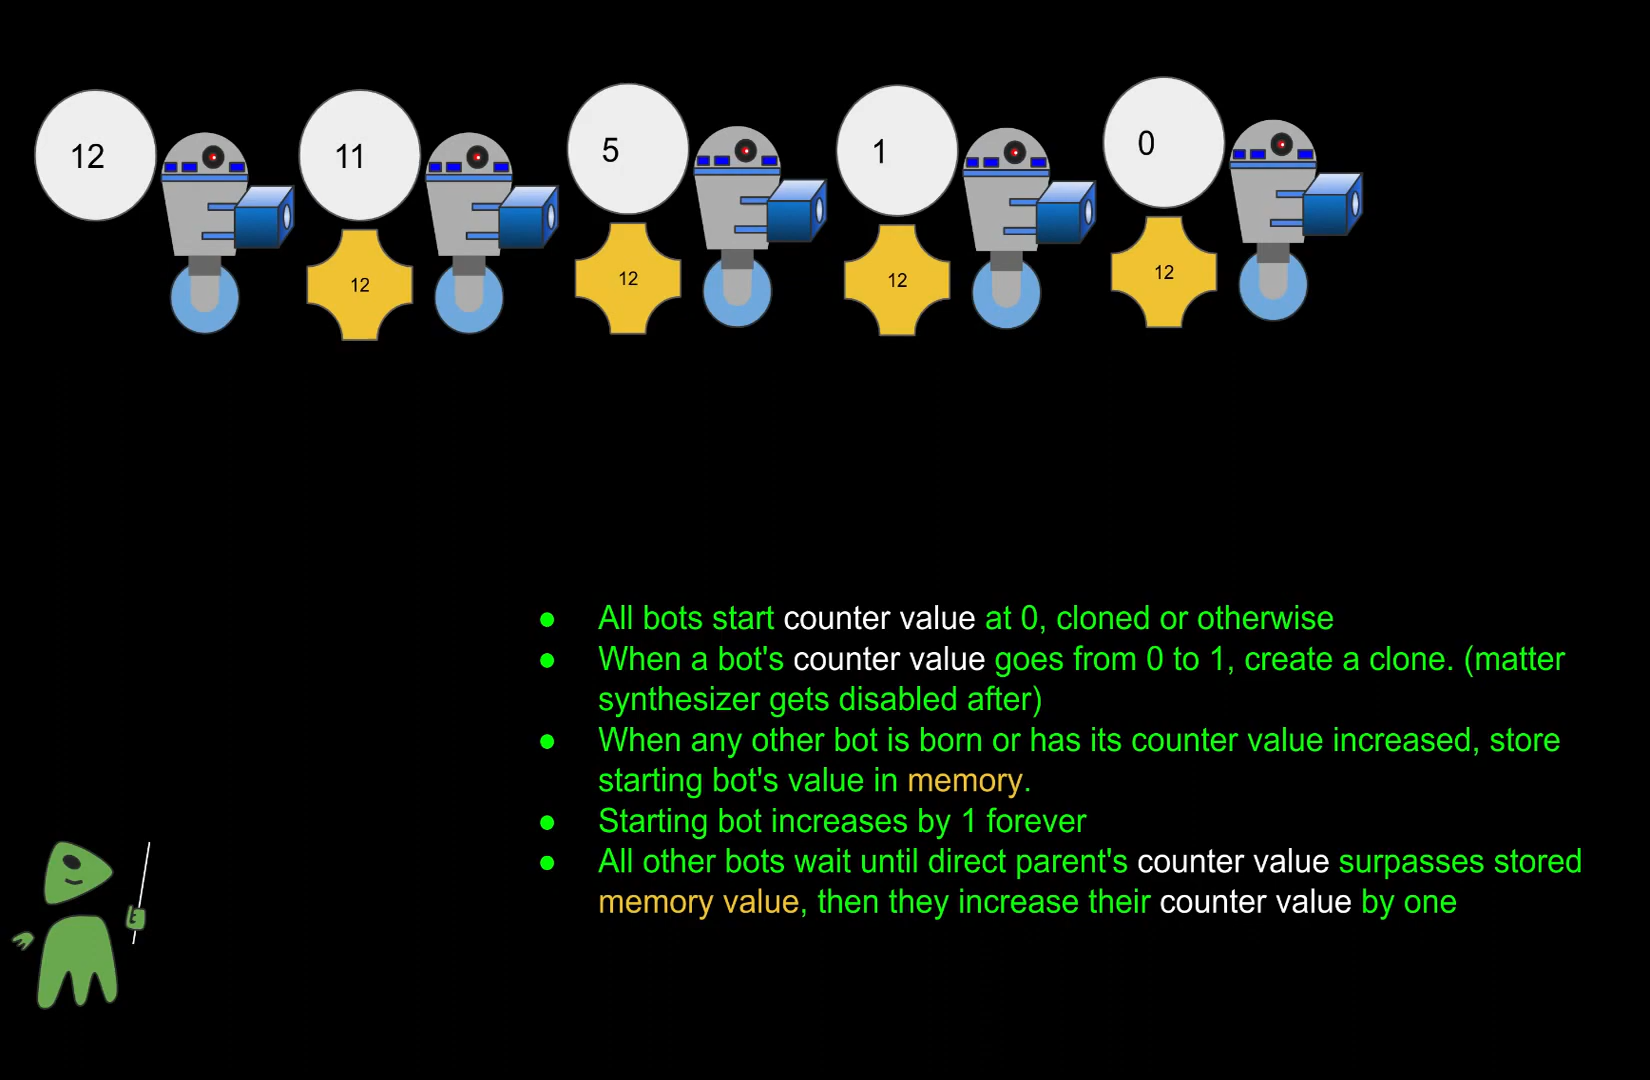 12
11
5
1
0
12
12
12
12
● All bots start counter value at 0, cloned or otherwise
● When a bot's counter value goes from 0 to 1, create a clone. (matter
synthesizer gets disabled after)
● When any other bot is born or has its counter value increased, store
starting bot's value in memory.
● Starting bot increases by 1 forever
● All other bots wait until direct parent's counter value surpasses stored
memory value, then they increase their counter value by one